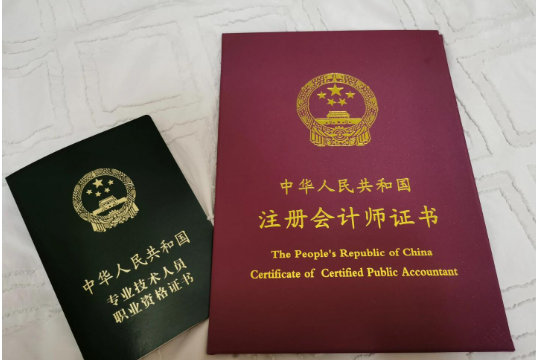 中华人民共和国
专业技术人员
职业资格证书
中华人民共和国
注册会计师证书
The People's Republic of China
Certificate of Certified Public Accountant